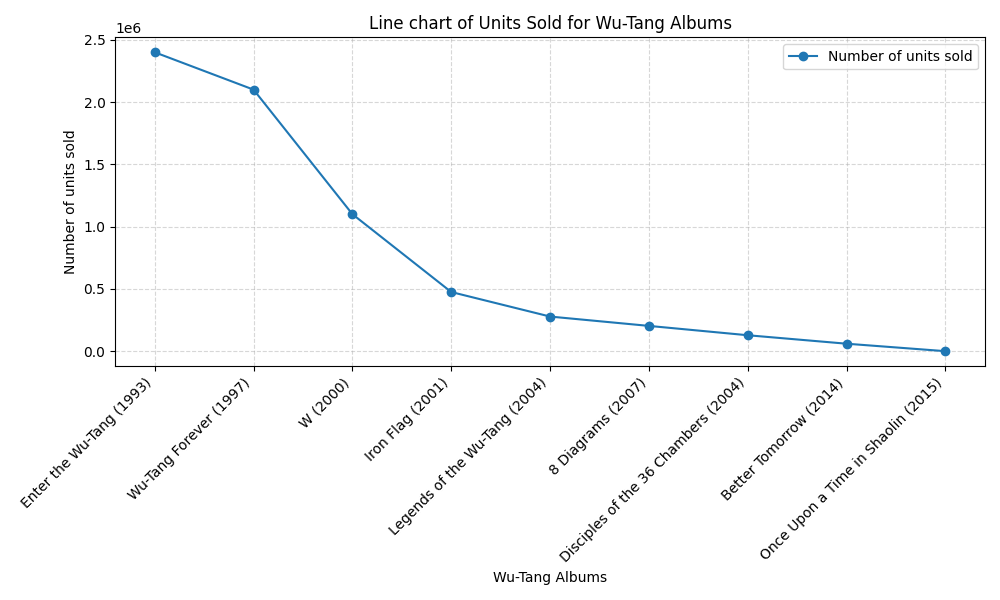 Line chart of Units Sold for Wu-Tang Albums
1e6
Number of units sold
2.5
2.0
1.5
1.0
0.5
0.0
Number of units sold
Enter the Wu-Tang (1993)
Wu-Tang Forever (1997)
W (2000)
Iron Flag (2001)
Legends of the Wu-Tang (2004)
8 Diagrams (2007)
Disciples of the 36 Chambers (2004)
Better Tomorrow (2014)
Once Upon a Time in Shaolin (2015)
Wu-Tang Albums